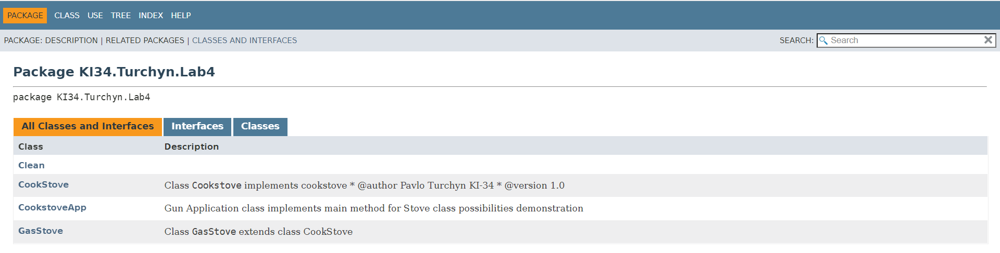 PACKAGE CLASS USE TREE INDEX HELP
PACKAGE: DESCRIPTION | RELATED PACKAGES | CLASSES AND INTERFACES SEARCH: Search
Package KI34.Turchyn.Lab4
package KI34.Turchyn.Lab4
All Classes and Interfaces Interfaces Classes
Class Description
Clean
CookStove Class Cookstove implements cookstove * @author Pavlo Turchyn KI-34 * @version 1.0
CookstoveApp Gun Application class implements main method for Stove class possibilities demonstration
GasStove Class GasStove extends class CookStove